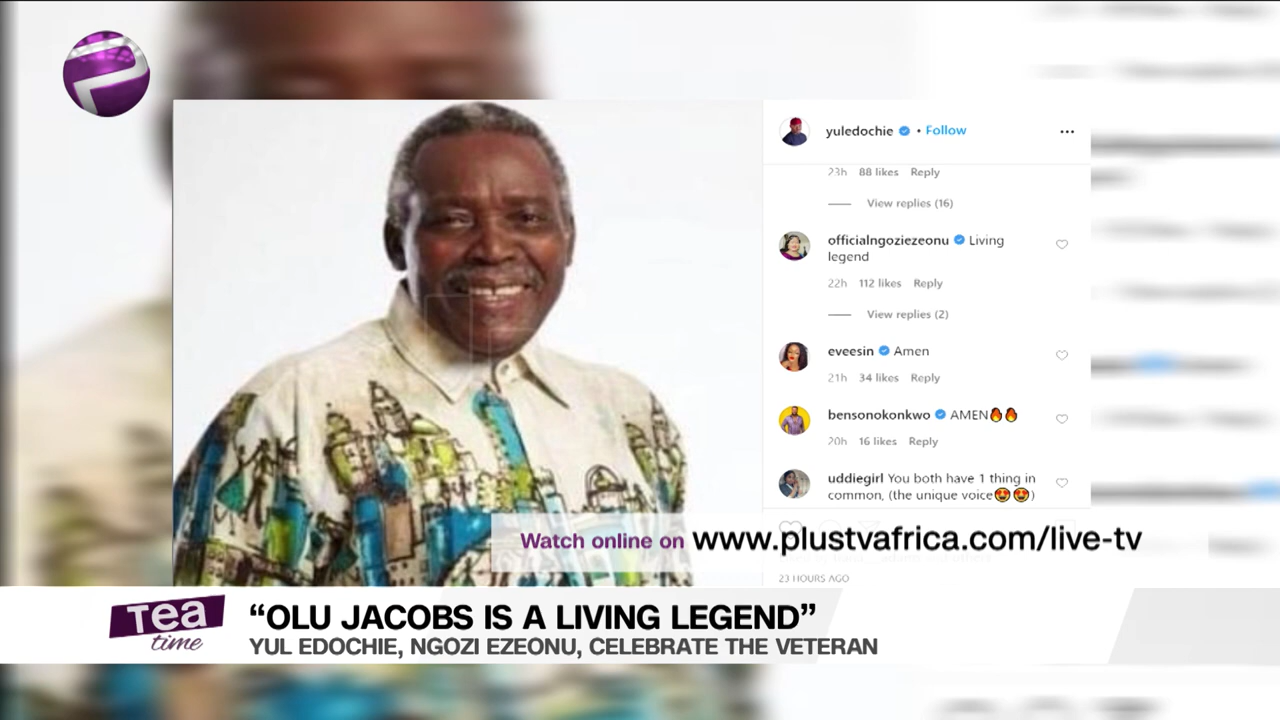 yuledochie • Follow
23h 88 likes Reply
View replies (16)
officialngoziezeonu Living
legend
22h 112 likes Reply
View replies (2)
eveesin Amen
21h 34 likes Reply
bensonokonkwo AMEN🔥🔥
20h 16 likes Reply
uddiegirl You both have 1 thing in
common, (the unique voice😍😍)
Watch online on www.plustvafrica.com/live-tv
23 HOURS AGO
Tea
time
“OLU JACOBS IS A LIVING LEGEND”
YUL EDOCHIE, NGOZI EZEONU, CELEBRATE THE VETERAN